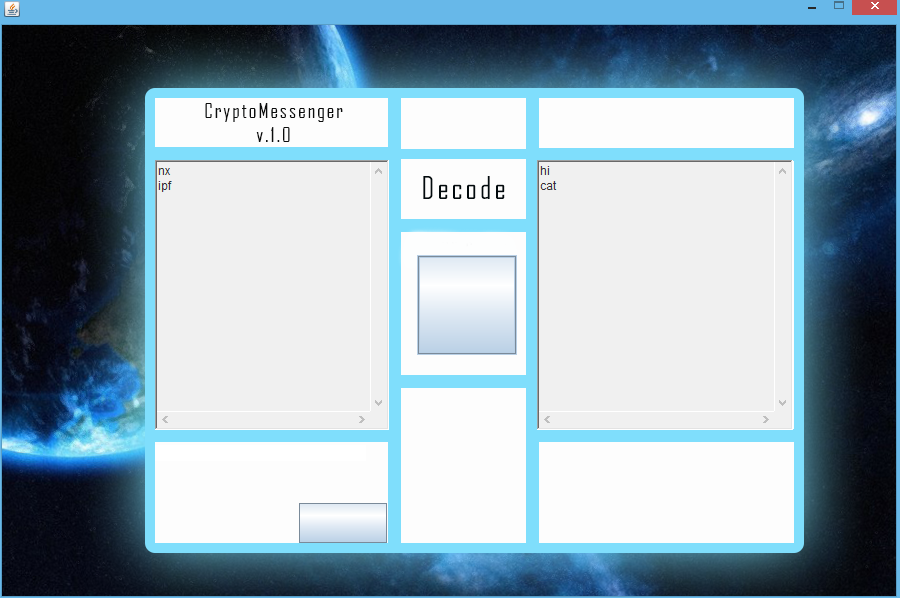 CryptoMessenger
v.1.0
nx
ipf
Decode
hi
cat